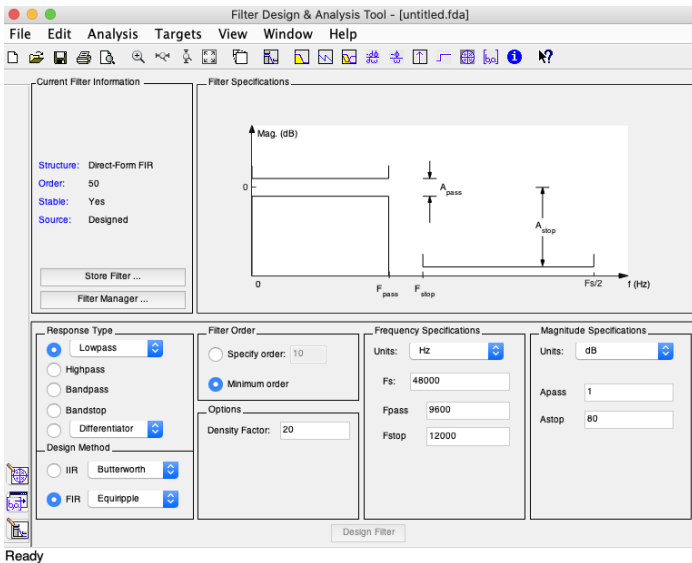 Filter Design & Analysis Tool - [untitled.fda]
File Edit Analysis Targets View Window Help
Current Filter Information
Structure: Direct-Form FIR
Order: 50
Stable: Yes
Source: Designed
Store Filter ...
Filter Manager ...
Filter Specifications
Mag. (dB)
0
Apass
Astop
0
Fpass
Fstop
Fs/2
f (Hz)
Response Type
Lowpass
Highpass
Bandpass
Bandstop
Differentiator
Design Method
IIR Butterworth
FIR Equiripple
Filter Order
Specify order: 10
Minimum order
Options
Density Factor: 20
Frequency Specifications
Units: Hz
Fs: 48000
Fpass 9600
Fstop 12000
Magnitude Specifications
Units: dB
Apass 1
Astop 80
Design Filter
Ready